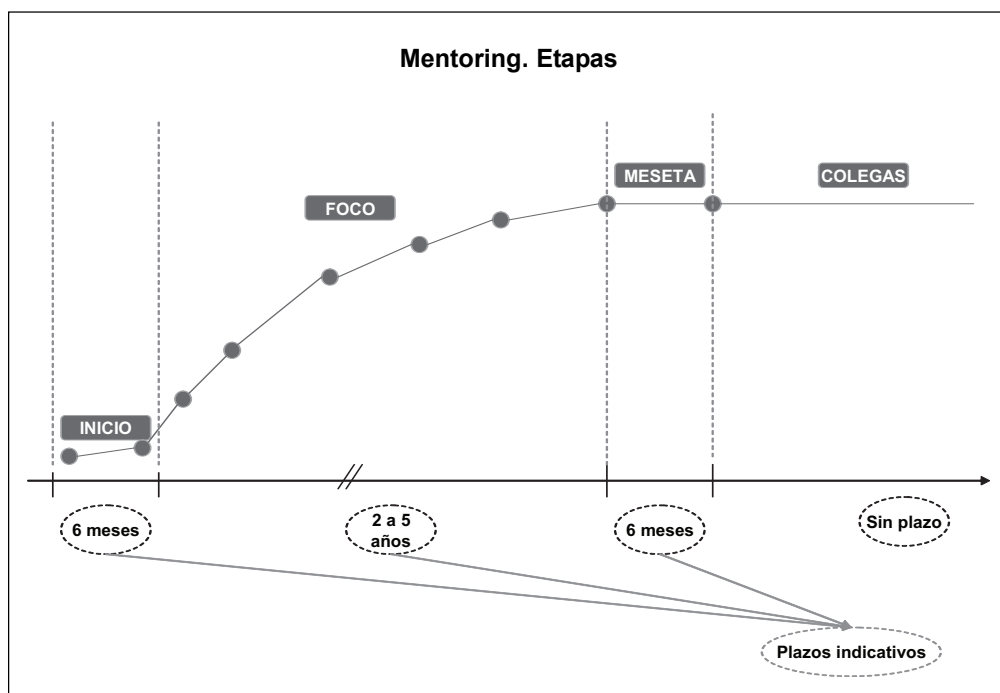 Mentoring. Etapas
MESETA
COLEGAS
FOCO
INICIO
6 meses
2 a 5
años
6 meses
Sin plazo
Plazos indicativos